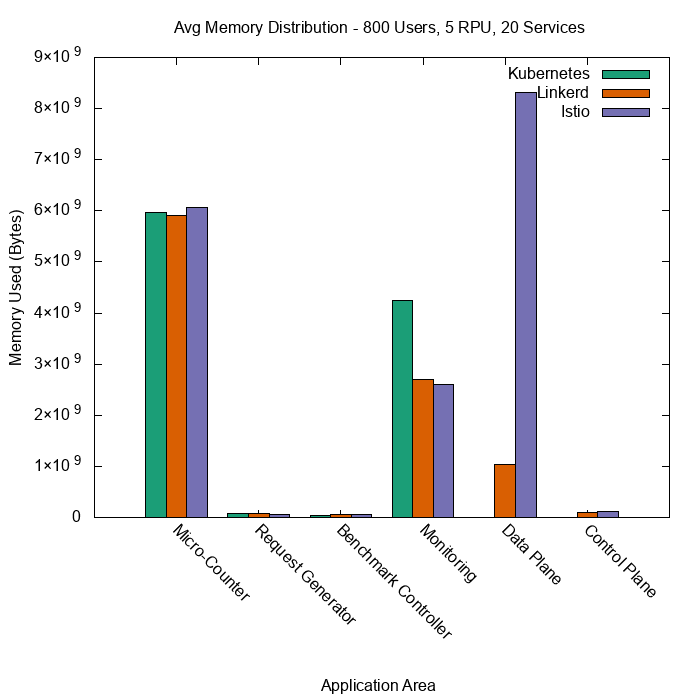 Avg Memory Distribution - 800 Users, 5 RPU, 20 Services
Kubernetes
Linkerd
Istio
Memory Used (Bytes)
9×10⁹
8×10⁹
7×10⁹
6×10⁹
5×10⁹
4×10⁹
3×10⁹
2×10⁹
1×10⁹
0
Micro-Counter
Request Generator
Benchmark Controller
Monitoring
Data Plane
Control Plane
Application Area